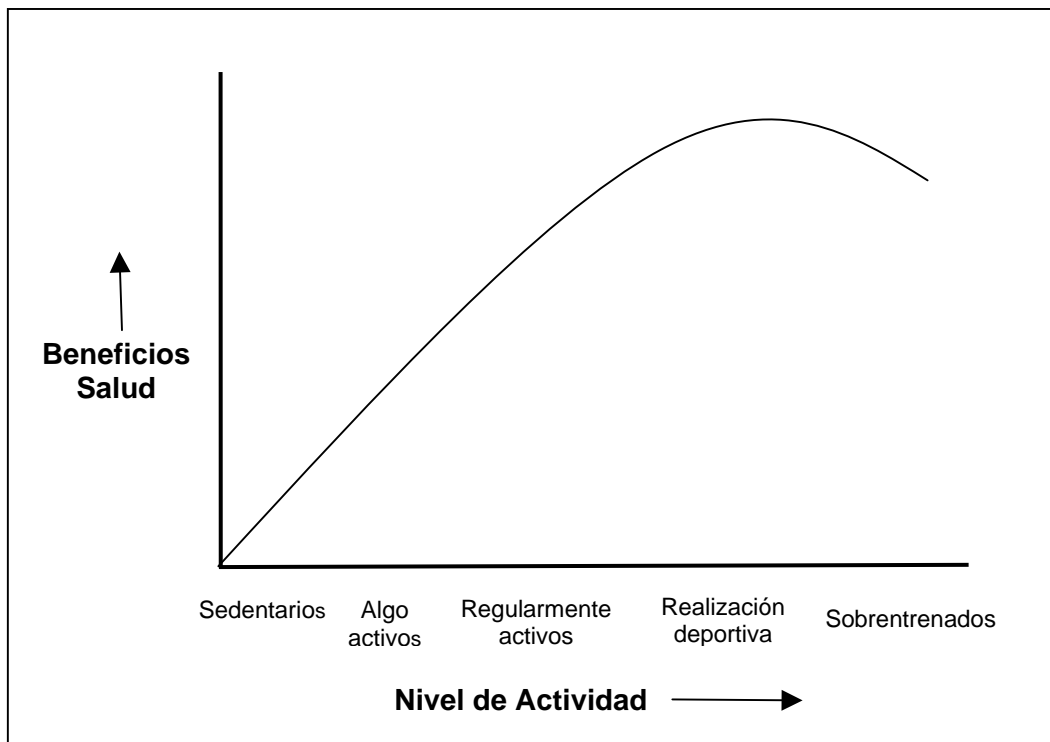 Beneficios
Salud
Sedentarios
Algo
activos
Regularmente
activos
Realización
deportiva
Sobrentrenados
Nivel de Actividad